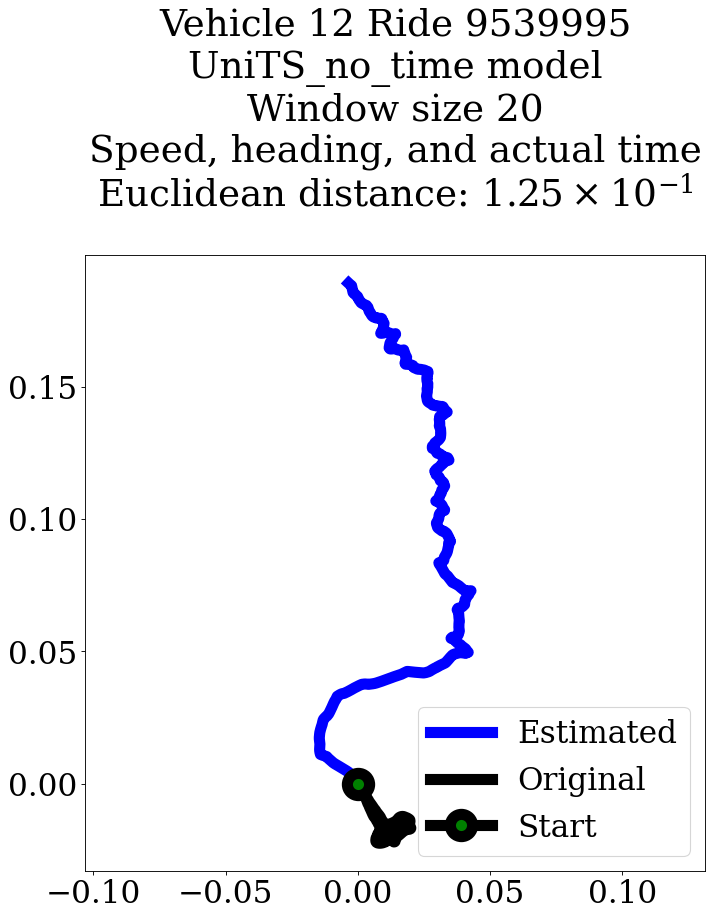 Vehicle 12 Ride 9539995
UniTS_no_time model
Window size 20
Speed, heading, and actual time
Euclidean distance: 1.25 × 10⁻¹
0.15
0.10
0.05
0.00
Estimated
Original
Start
−0.10 −0.05 0.00 0.05 0.10